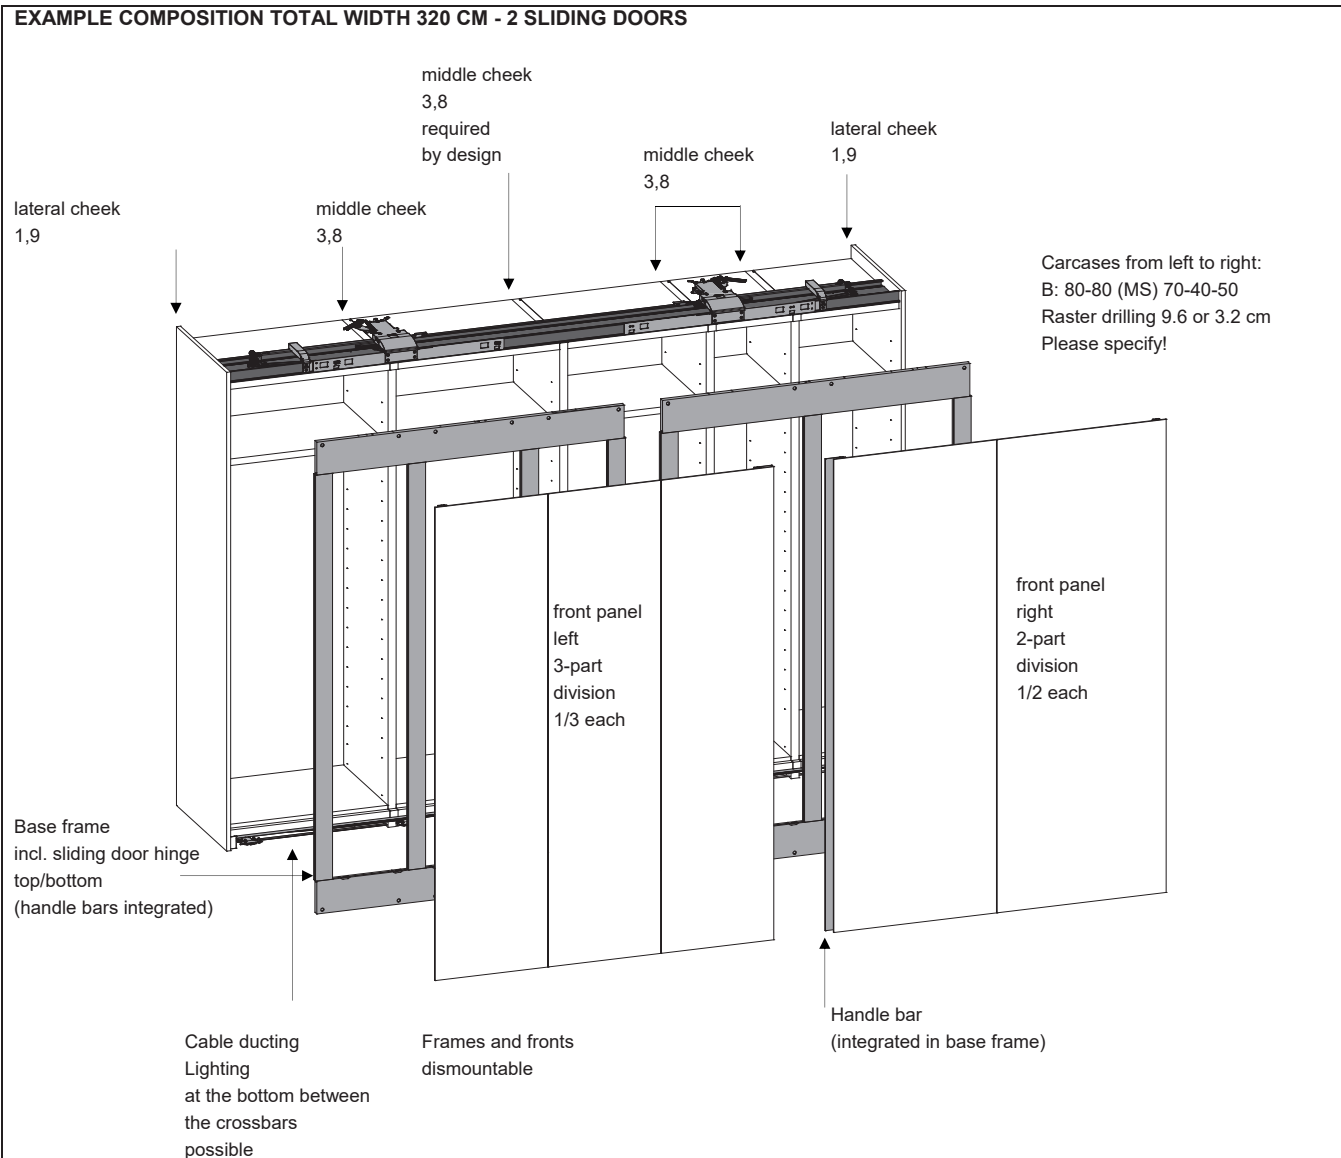 EXAMPLE COMPOSITION TOTAL WIDTH 320 CM - 2 SLIDING DOORS
middle cheek
3,8
required
by design
lateral cheek
1,9
middle cheek
3,8
lateral cheek
1,9
middle cheek
3,8
Carcases from left to right:
B: 80-80 (MS) 70-40-50
Raster drilling 9.6 or 3.2 cm
Please specify!
front panel
left
3-part
division
1/3 each
front panel
right
2-part
division
1/2 each
Base frame
incl. sliding door hinge
top/bottom
(handle bars integrated)
Handle bar
(integrated in base frame)
Cable ducting
Lighting
at the bottom between
the crossbars
possible
Frames and fronts
dismountable